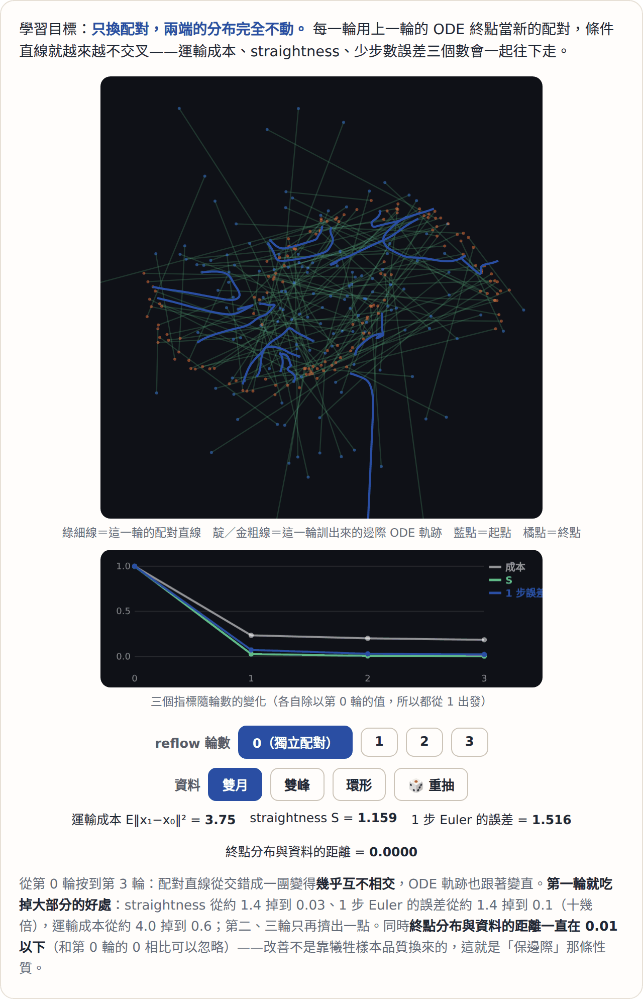 學習目標：只換配對，兩端的分布完全不動。 每一輪用上一輪的 ODE 終點當新的配對，條件
直線就越來越不交叉——運輸成本、straightness、少步數誤差三個數會一起往下走。
綠細線＝這一輪的配對直線　靛／金粗線＝這一輪訓出來的邊際 ODE 軌跡　藍點＝起點　橘點＝終點
1.0
0.5
0.0
0
1
2
3
成本
S
1 步誤差
三個指標隨輪數的變化（各自除以第 0 輪的值，所以都從 1 出發）
reflow 輪數 0（獨立配對） 1 2 3
資料 雙月 雙峰 環形 🎲 重抽
運輸成本 E‖x₁−x₀‖² = 3.75 straightness S = 1.159 1 步 Euler 的誤差 = 1.516
終點分布與資料的距離 = 0.0000
從第 0 輪按到第 3 輪：配對直線從交錯成一團變得幾乎互不相交，ODE 軌跡也跟著變直。第一輪就吃
掉大部分的好處：straightness 從約 1.4 掉到 0.03、1 步 Euler 的誤差從約 1.4 掉到 0.1（十幾
倍），運輸成本從約 4.0 掉到 0.6；第二、三輪只再擠出一點。同時終點分布與資料的距離一直在 0.01
以下（和第 0 輪的 0 相比可以忽略）——改善不是靠犧牲樣本品質換來的，這就是「保邊際」那條性
質。